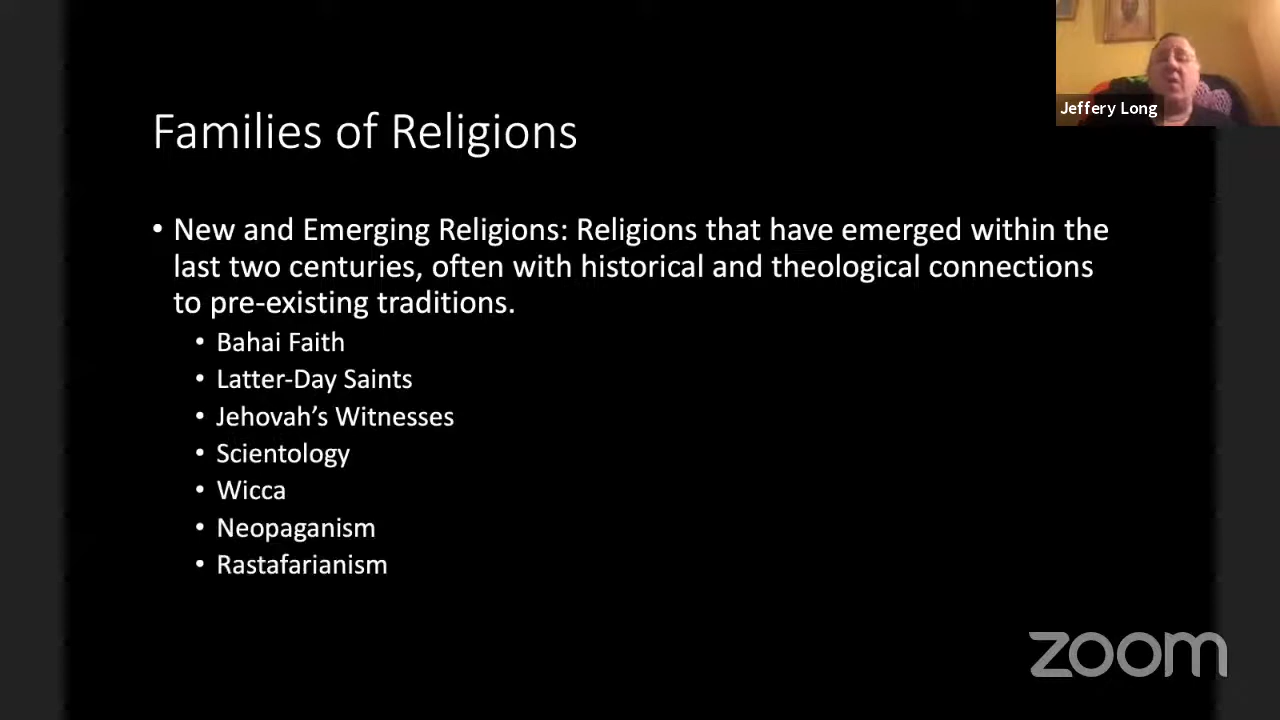 Families of Religions
• New and Emerging Religions: Religions that have emerged within the
last two centuries, often with historical and theological connections
to pre-existing traditions.
• Bahai Faith
• Latter-Day Saints
• Jehovah’s Witnesses
• Scientology
• Wicca
• Neopaganism
• Rastafarianism
Jeffery Long
zoom